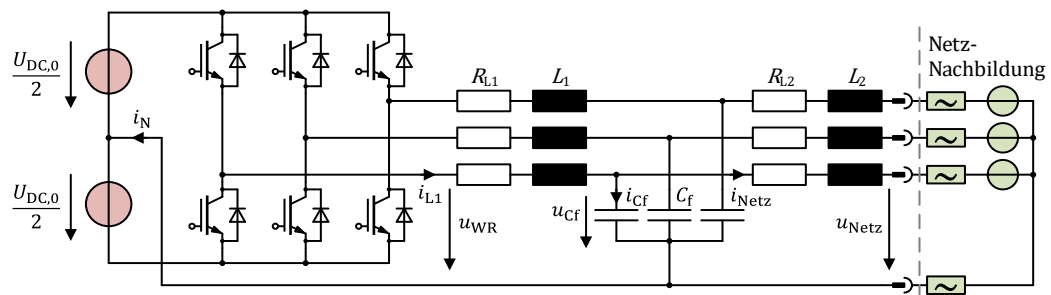 U_DC,0
2
U_DC,0
2
i_N
R_L1
L_1
R_L2
L_2
Netz-
Nachbildung
i_L1
u_WR
u_Cf
i_Cf
C_f
i_Netz
u_Netz
~
~
~
~